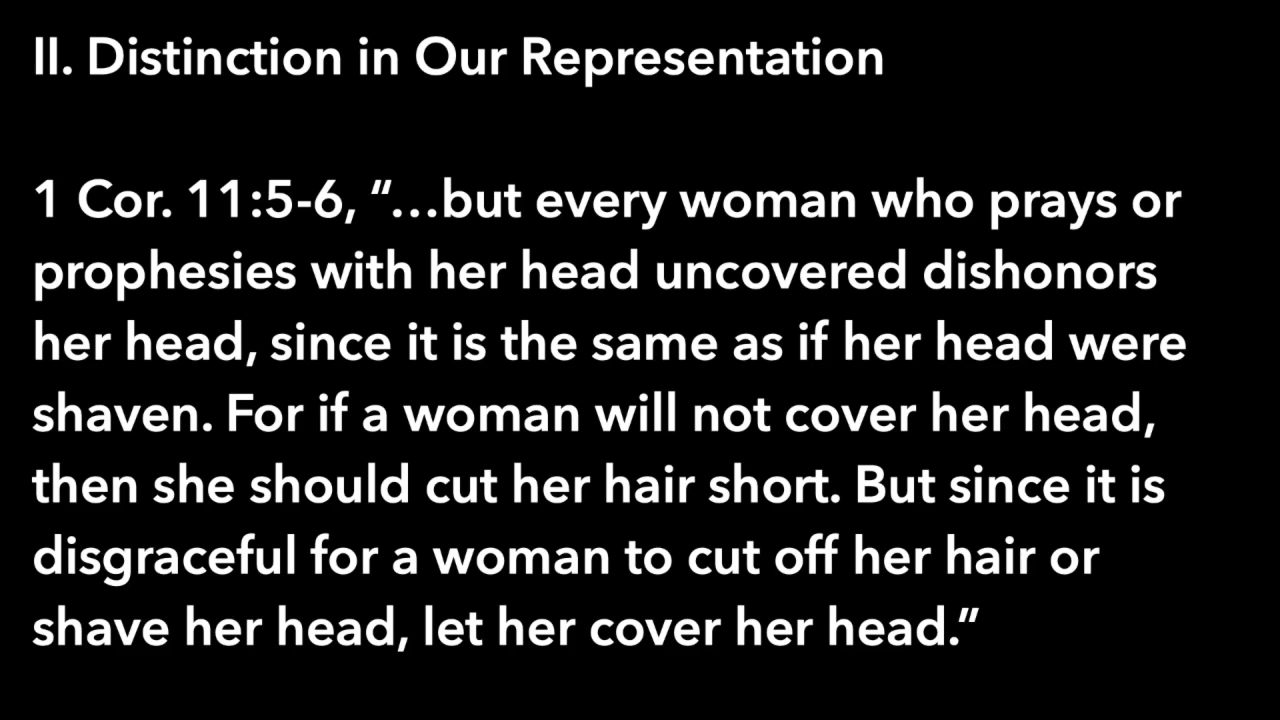 II. Distinction in Our Representation
1 Cor. 11:5-6, “…but every woman who prays or
prophesies with her head uncovered dishonors
her head, since it is the same as if her head were
shaven. For if a woman will not cover her head,
then she should cut her hair short. But since it is
disgraceful for a woman to cut off her hair or
shave her head, let her cover her head.”